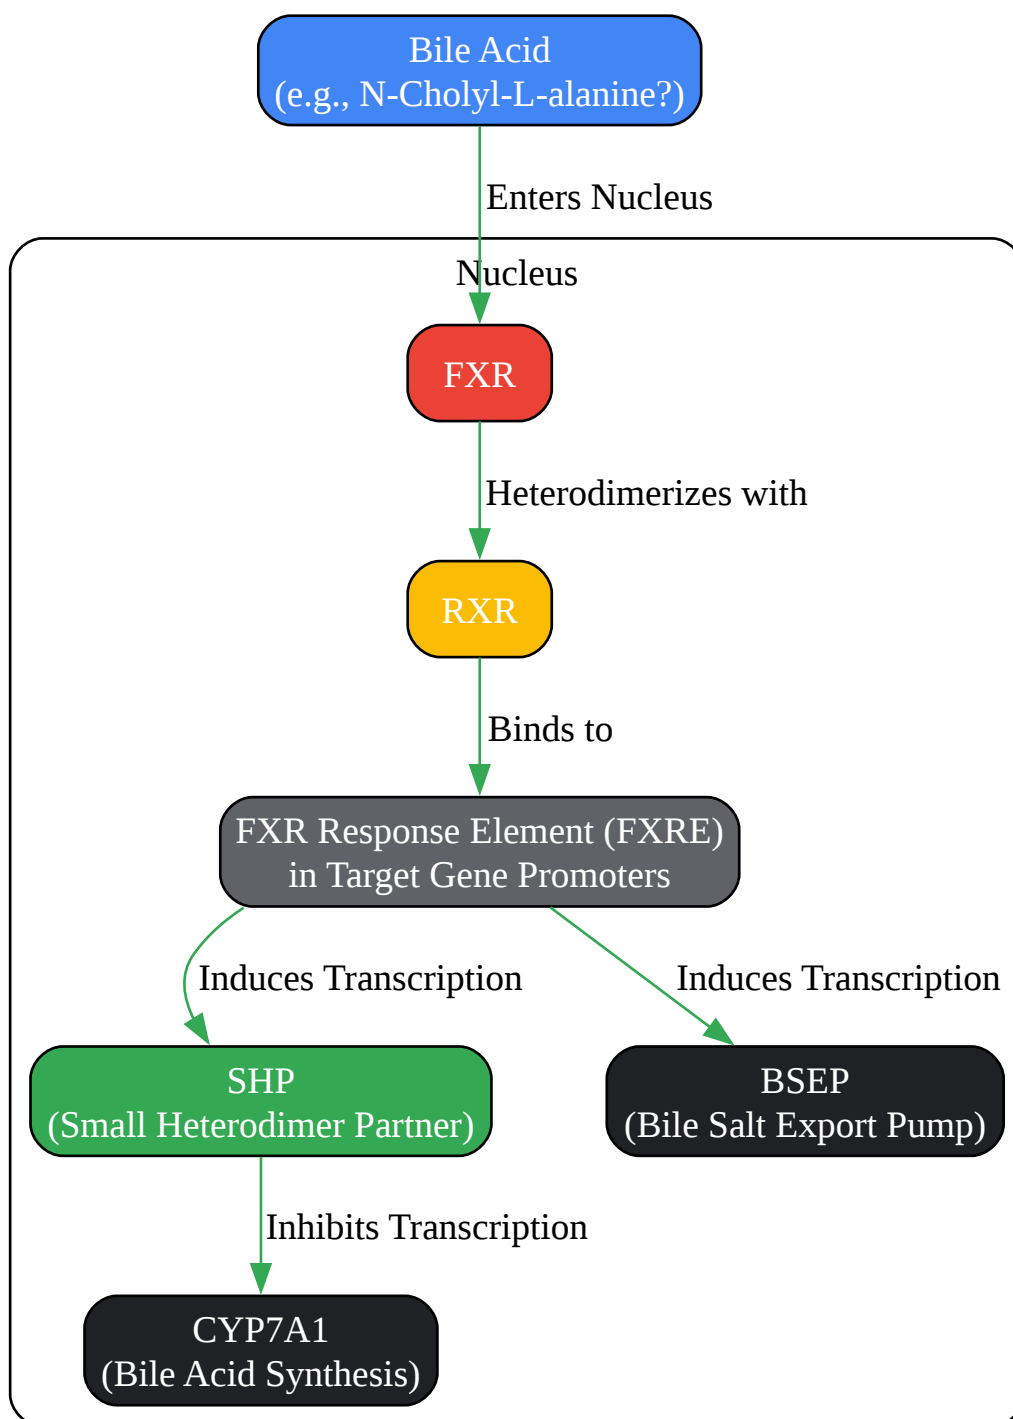 Bile Acid
(e.g., N-Cholyl-L-alanine?)
Enters Nucleus
Nucleus
FXR
Heterodimerizes with
RXR
Binds to
FXR Response Element (FXRE)
in Target Gene Promoters
Induces Transcription
Induces Transcription
SHP
(Small Heterodimer Partner)
BSEP
(Bile Salt Export Pump)
Inhibits Transcription
CYP7A1
(Bile Acid Synthesis)